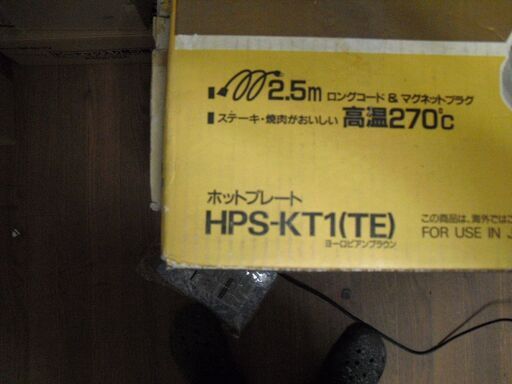 2.5m ロングコード & マグネットプラグ
ステーキ・焼肉がおいしい 高温270℃
ホットプレート
HPS-KT1(TE)
ヨーロピアンブラウン
この商品は、海外ではご
FOR USE IN J